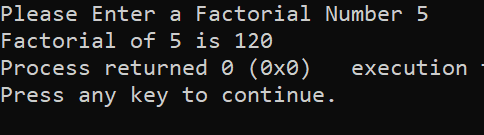 Please Enter a Factorial Number 5
Factorial of 5 is 120
Process returned 0 (0x0)   execution
Press any key to continue.